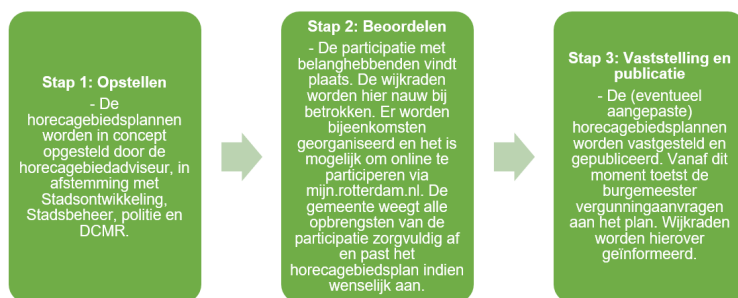 Stap 1: Opstellen
- De
horecagebiedsplannen
worden in concept
opgesteld door de
horecagebiedadviseur, in
afstemming met
Stadsontwikkeling,
Stadsbeheer, politie en
DCMR.
Stap 2: Beoordelen
- De participatie met
belanghebbenden vindt
plaats. De wijkraden
worden hier nauw bij
betrokken. Er worden
bijeenkomsten
georganiseerd en het is
mogelijk om online te
participeren via
mijn.rotterdam.nl. De
gemeente weegt alle
opbrengsten van de
participatie zorgvuldig af
en past het
horecagebiedsplan indien
wenselijk aan.
Stap 3: Vaststelling en
publicatie
- De (eventueel
aangepaste)
horecagebiedsplannen
worden vastgesteld en
gepubliceerd. Vanaf dit
moment toetst de
burgemeester
vergunningaanvragen
aan het plan. Wijkraden
worden hierover
geïnformeerd.